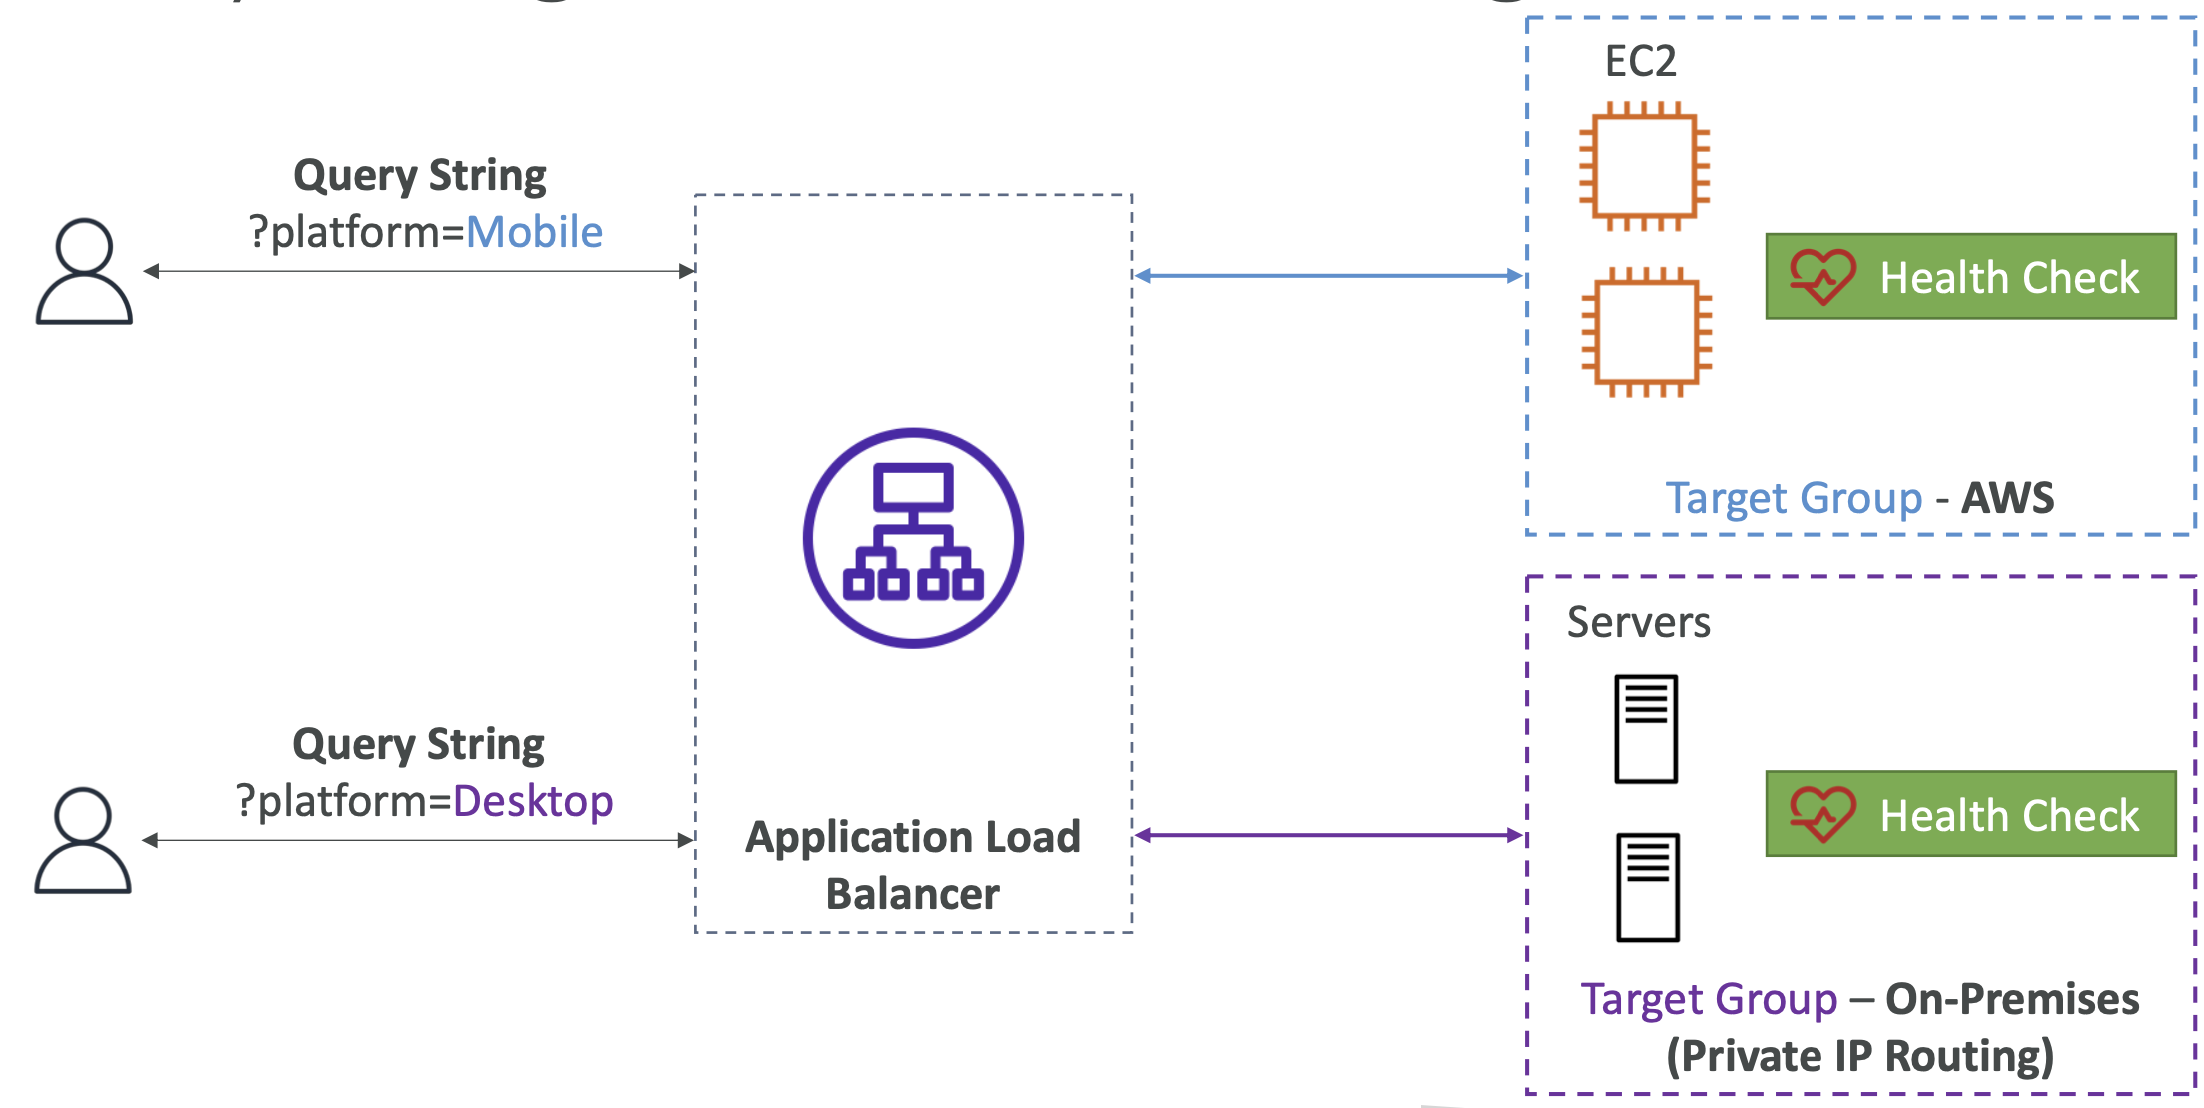 EC2
Query String
?platform=Mobile
Health Check
Target Group - AWS
Servers
Query String
?platform=Desktop
Health Check
Application Load
Balancer
Target Group – On-Premises
(Private IP Routing)